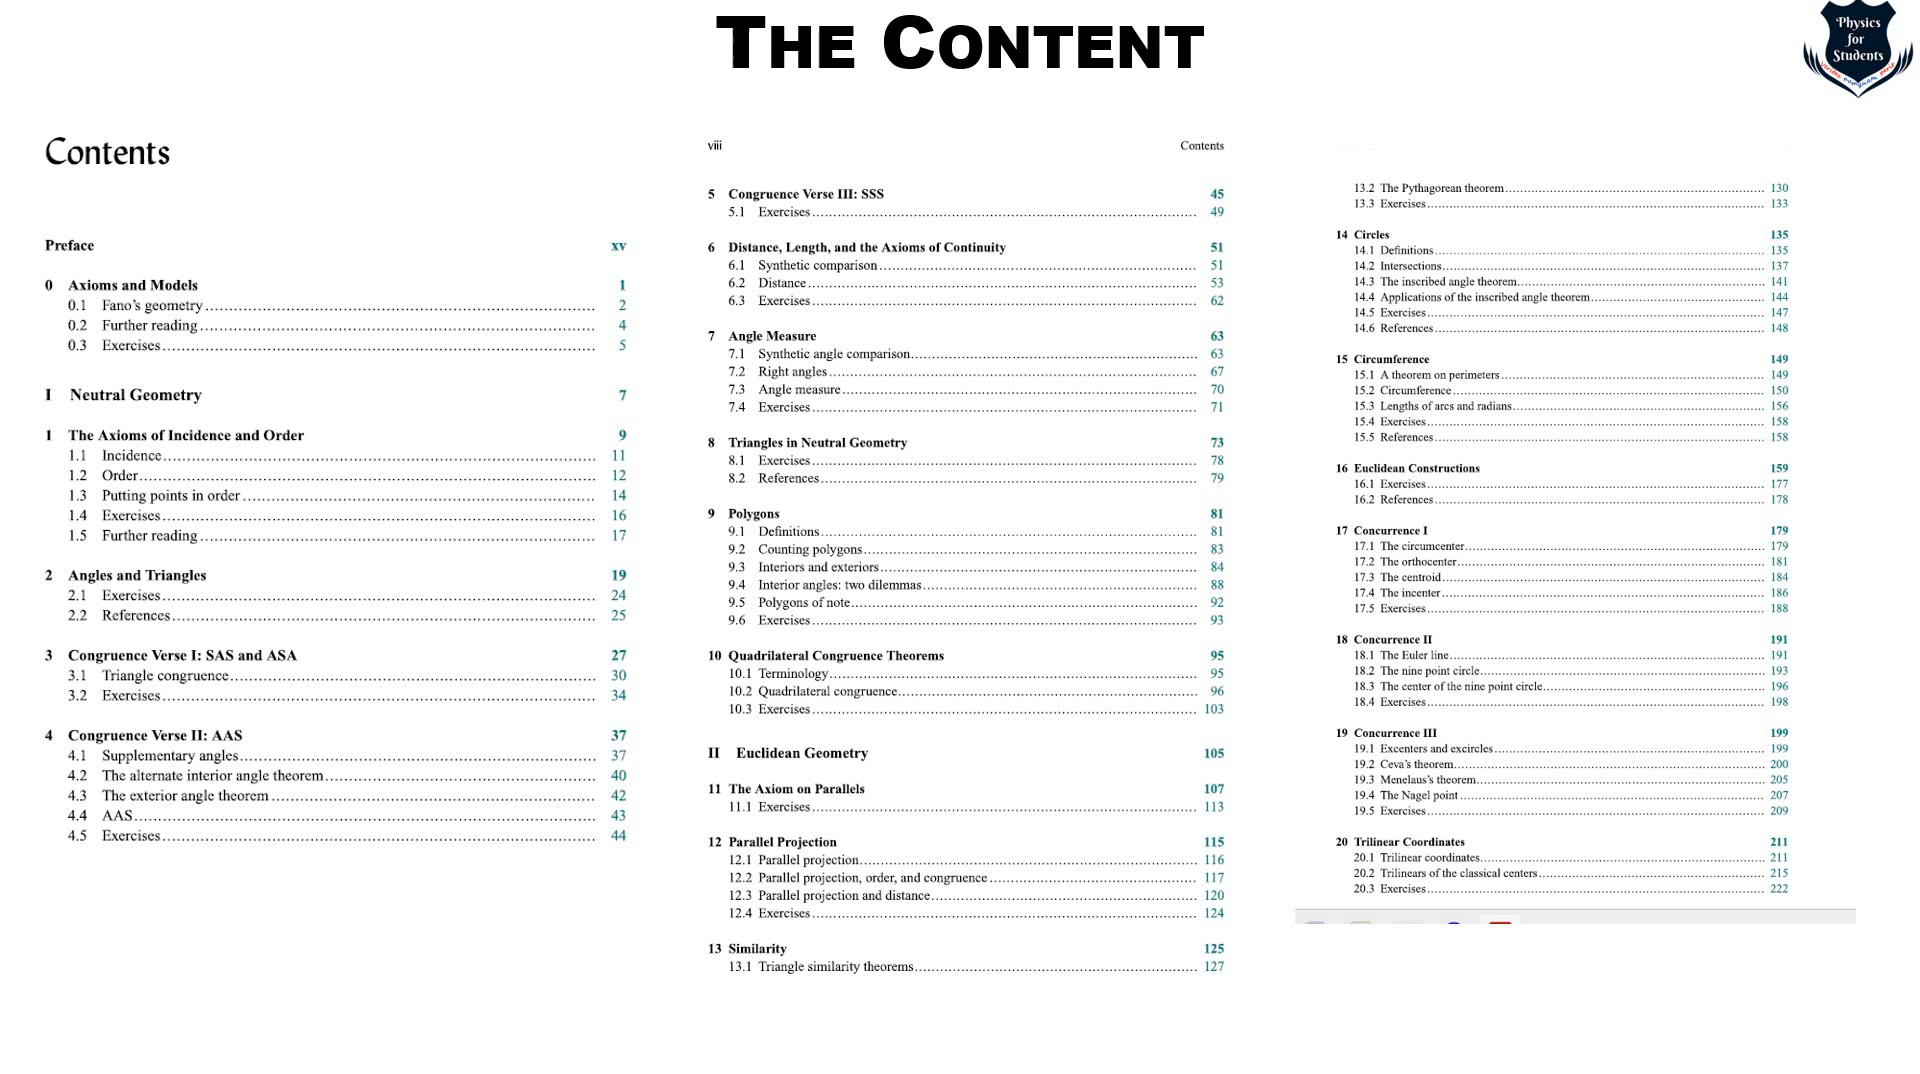 THE CONTENT
Physics
for
Students
Contents
Preface xv
0 Axioms and Models 1
0.1 Fano's geometry 2
0.2 Further reading 4
0.3 Exercises 5
I Neutral Geometry 7
1 The Axioms of Incidence and Order 9
1.1 Incidence 11
1.2 Order 12
1.3 Putting points in order 14
1.4 Exercises 16
1.5 Further reading 17
2 Angles and Triangles 19
2.1 Exercises 24
2.2 References 25
3 Congruence Verse I: SAS and ASA 27
3.1 Triangle congruence 30
3.2 Exercises 34
4 Congruence Verse II: AAS 37
4.1 Supplementary angles 37
4.2 The alternate interior angle theorem 40
4.3 The exterior angle theorem 42
4.4 AAS 43
4.5 Exercises 44
viii Contents
5 Congruence Verse III: SSS 45
5.1 Exercises 49
6 Distance, Length, and the Axioms of Continuity 51
6.1 Synthetic comparison 51
6.2 Distance 53
6.3 Exercises 62
7 Angle Measure 63
7.1 Synthetic angle comparison 63
7.2 Right angles 67
7.3 Angle measure 70
7.4 Exercises 71
8 Triangles in Neutral Geometry 73
8.1 Exercises 78
8.2 References 79
9 Polygons 81
9.1 Definitions 81
9.2 Counting polygons 83
9.3 Interiors and exteriors 84
9.4 Interior angles: two dilemmas 88
9.5 Polygons of note 92
9.6 Exercises 93
10 Quadrilateral Congruence Theorems 95
10.1 Terminology 95
10.2 Quadrilateral congruence 96
10.3 Exercises 103
II Euclidean Geometry 105
11 The Axiom on Parallels 107
11.1 Exercises 113
12 Parallel Projection 115
12.1 Parallel projection 116
12.2 Parallel projection, order, and congruence 117
12.3 Parallel projection and distance 120
12.4 Exercises 124
13 Similarity 125
13.1 Triangle similarity theorems 127
13.2 The Pythagorean theorem 130
13.3 Exercises 133
14 Circles 135
14.1 Definitions 135
14.2 Intersections 137
14.3 The inscribed angle theorem 141
14.4 Applications of the inscribed angle theorem 144
14.5 Exercises 147
14.6 References 148
15 Circumference 149
15.1 A theorem on perimeters 149
15.2 Circumference 150
15.3 Lengths of arcs and radians 156
15.4 Exercises 158
15.5 References 158
16 Euclidean Constructions 159
16.1 Exercises 177
16.2 References 178
17 Concurrence I 179
17.1 The circumcenter 179
17.2 The orthocenter 181
17.3 The centroid 184
17.4 The incenter 186
17.5 Exercises 188
18 Concurrence II 191
18.1 The Euler line 191
18.2 The nine point circle 193
18.3 The center of the nine point circle 196
18.4 Exercises 198
19 Concurrence III 199
19.1 Excenters and excircles 199
19.2 Ceva's theorem 200
19.3 Menelaus's theorem 205
19.4 The Nagel point 207
19.5 Exercises 209
20 Trilinear Coordinates 211
20.1 Trilinear coordinates 211
20.2 Trilinears of the classical centers 215
20.3 Exercises 222